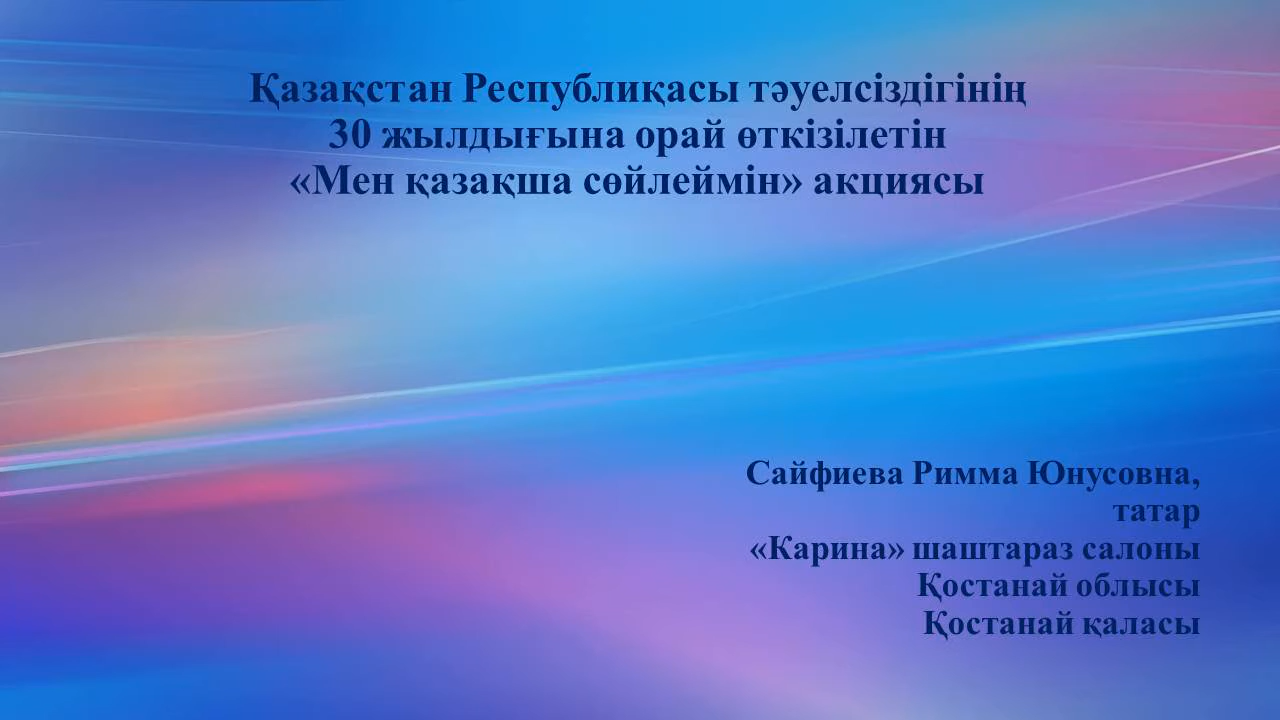 Қазақстан Республиқасы тәуелсіздігінің
30 жылдығына орай өткізілетін
«Мен қазақша сөйлеймін» акциясы
Сайфиева Римма Юнусовна,
татар
«Карина» шаштараз салоны
Қостанай облысы
Қостанай қаласы